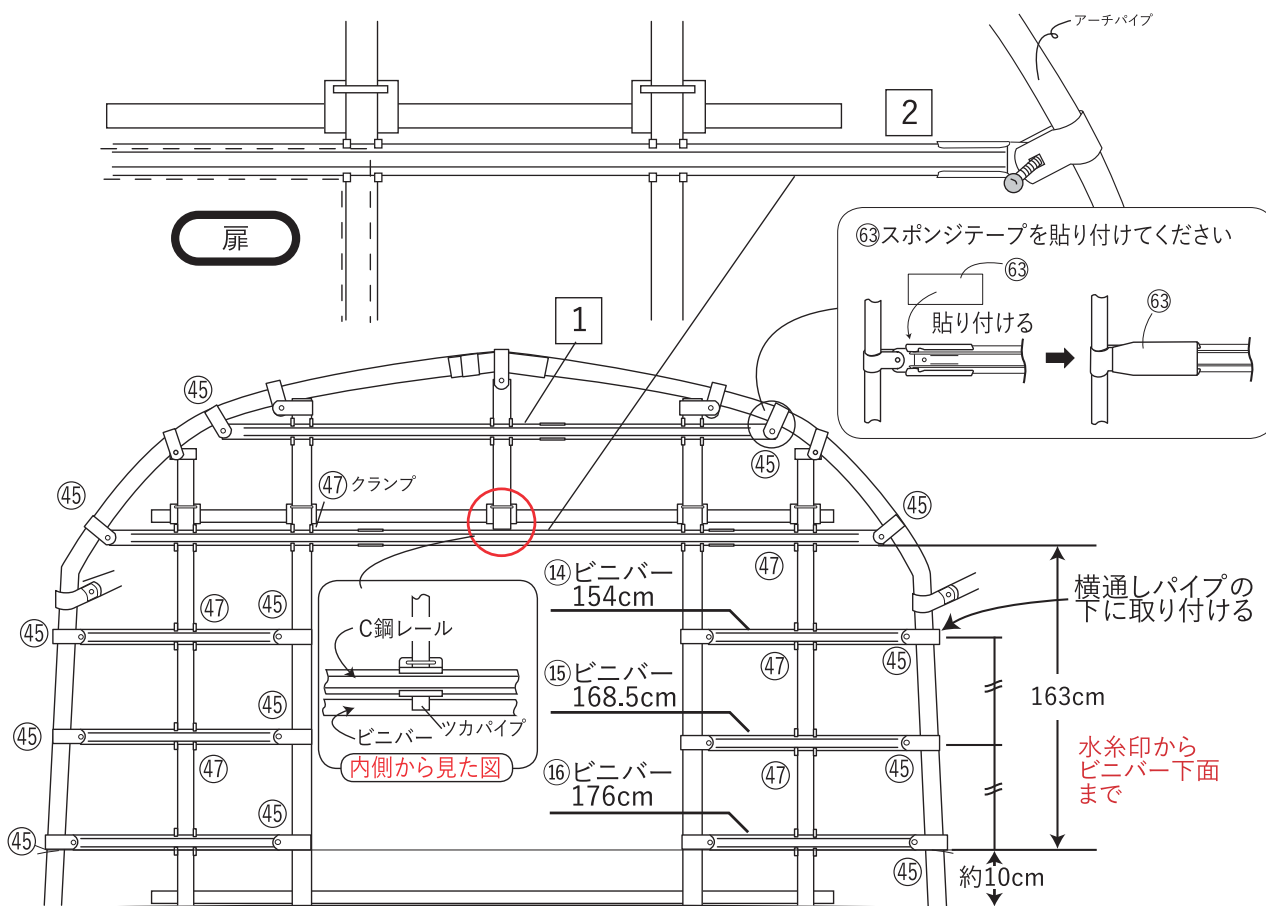 アーチパイプ
2
扉
㊿+⑬スポンジテープを貼り付けてください
63
貼り付ける
63
1
45
45
47 クランプ
45
45
⑭ビニバー
154cm
47
横通しパイプの
下に取り付ける
47
45
45
C鋼レール
47
45
⑮ビニバー
168.5cm
163cm
45
45
ツカパイプ
ビニバー
水糸印から
ビニバー下面
まで
内側から見た図
47
⑯ビニバー
176cm
47
45
45
45
45
約10cm